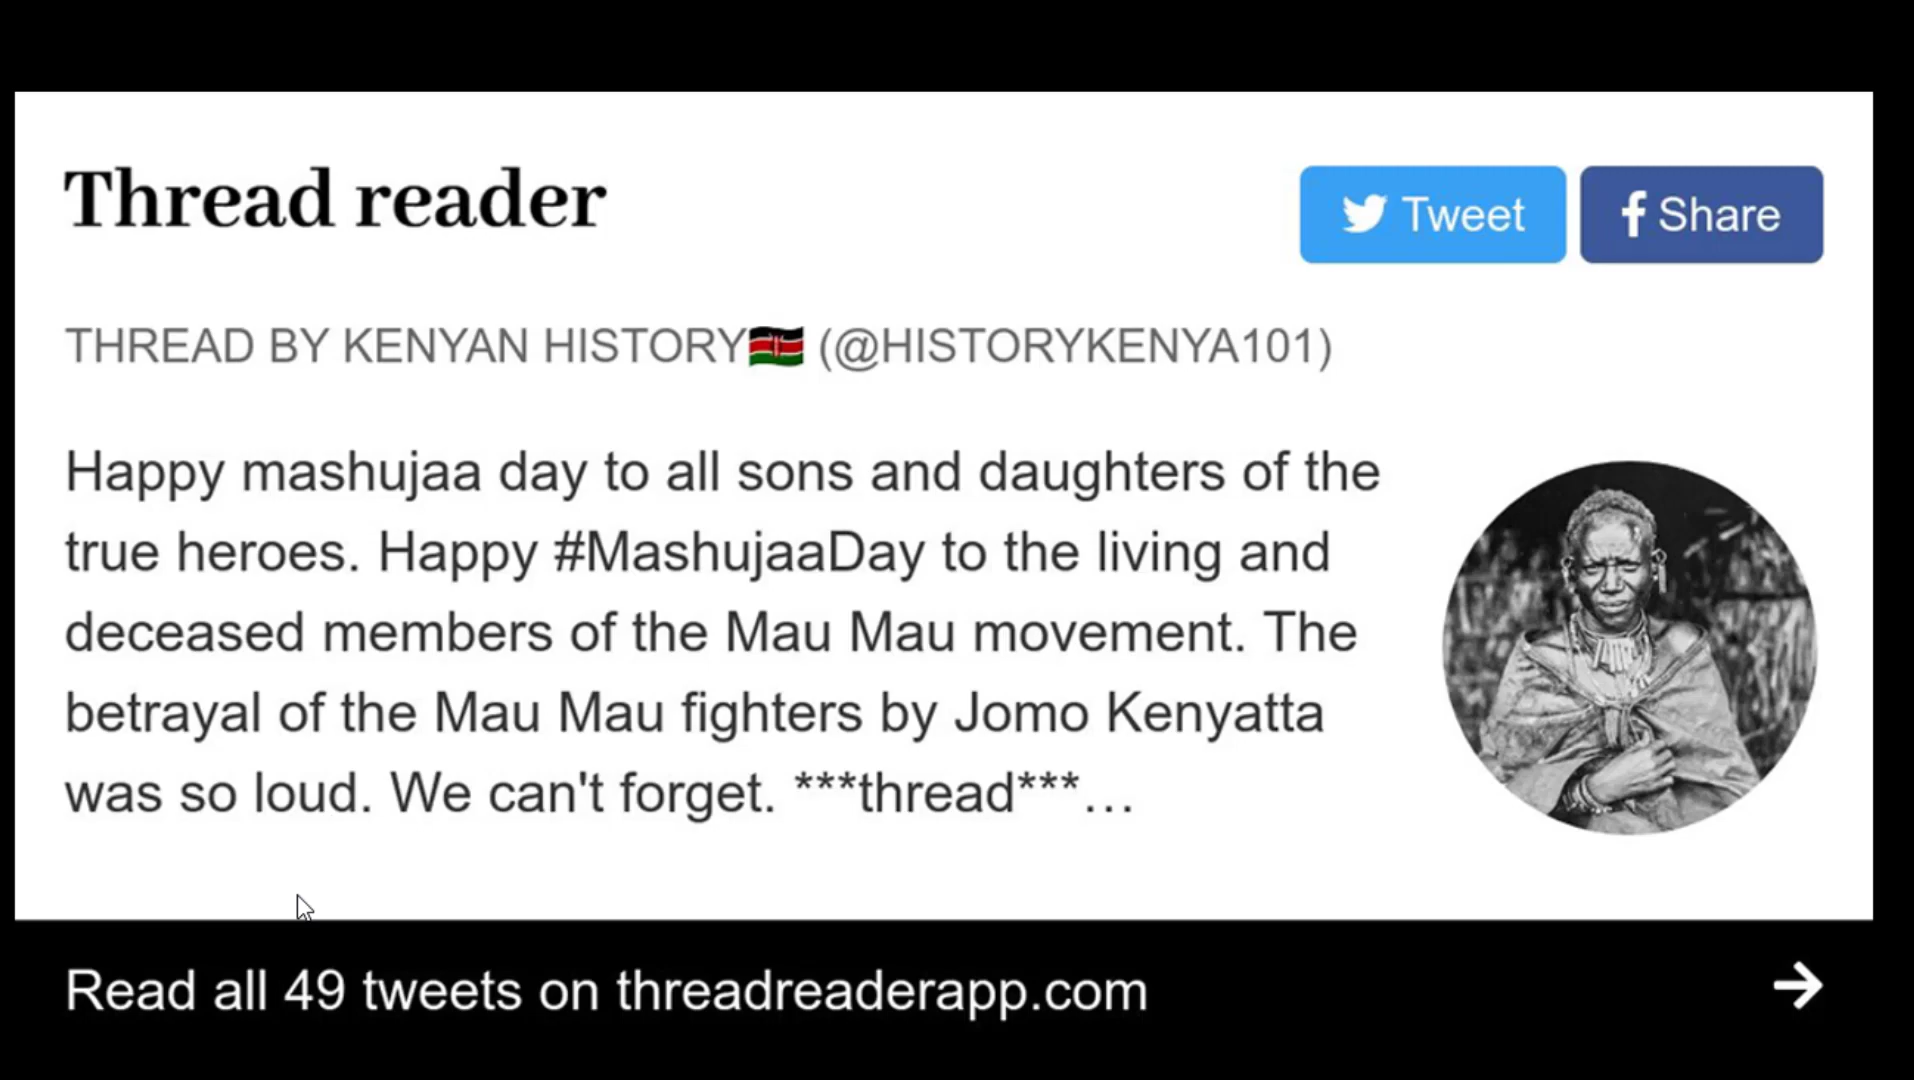 Thread reader
Tweet
Share
THREAD BY KENYAN HISTORY🇰🇪 (@HISTORYKENYA101)
Happy mashujaa day to all sons and daughters of the
true heroes. Happy #MashujaaDay to the living and
deceased members of the Mau Mau movement. The
betrayal of the Mau Mau fighters by Jomo Kenyatta
was so loud. We can't forget. ***thread***…
Read all 49 tweets on threadreaderapp.com